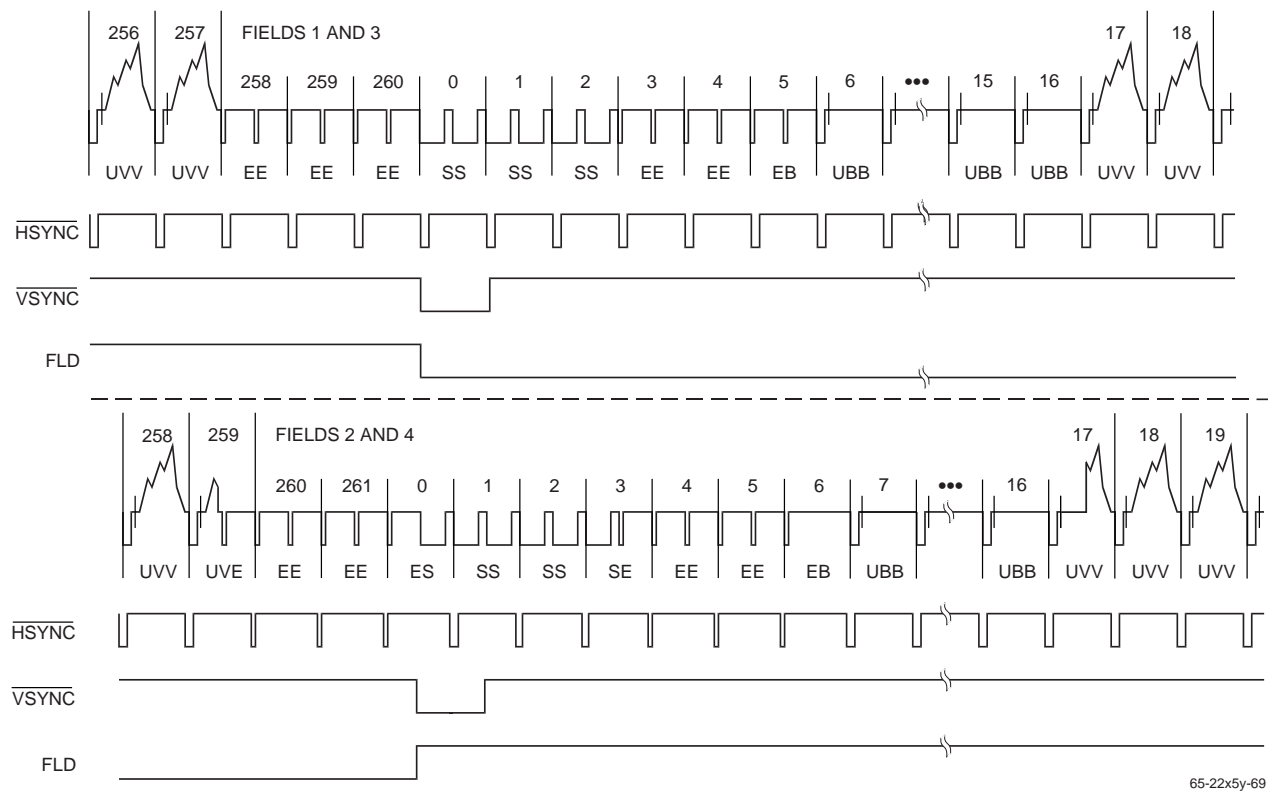 FIELDS 1 AND 3
256 257 258 259 260 0 1 2 3 4 5 6 ••• 15 16 17 18
UVV UVV EE EE EE SS SS SS EE EE EB UBB UBB UBB UVV UVV
HSYNC
VSYNC
FLD
FIELDS 2 AND 4
258 259 260 261 0 1 2 3 4 5 6 7 ••• 16 17 18 19
UVV UVE EE EE ES SS SS SE EE EE EB UBB UBB UVV UVV UVV
HSYNC
VSYNC
FLD
65-22x5y-69